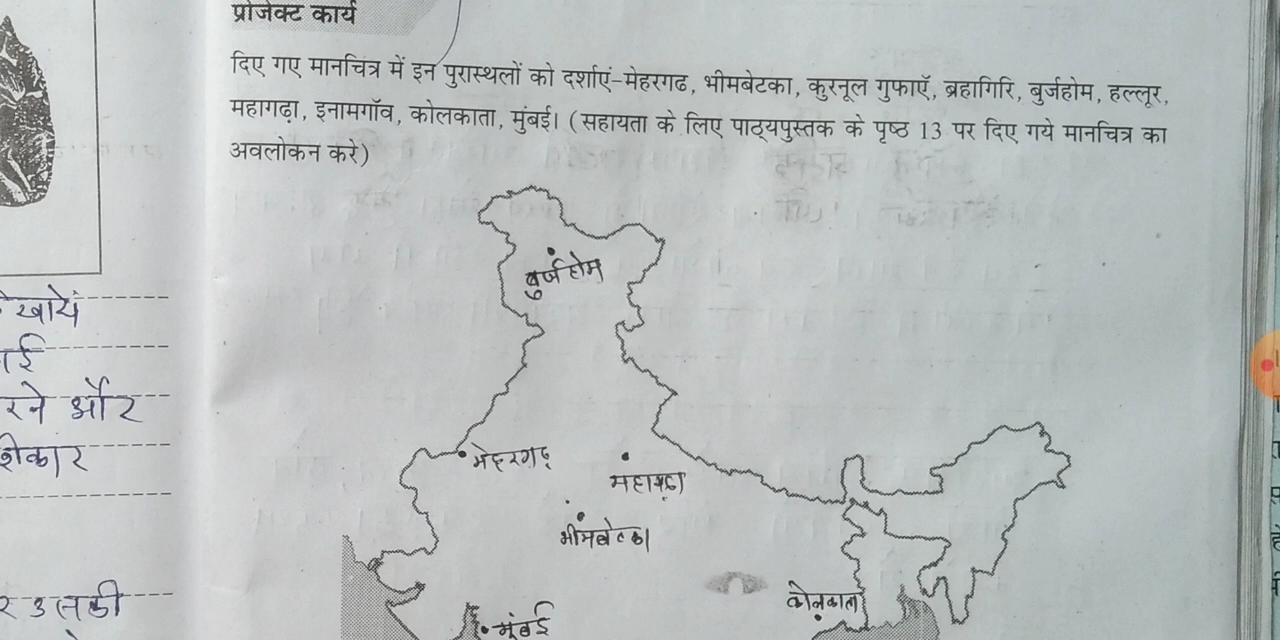 प्रोजेक्ट कार्य
दिए गए मानचित्र में इन पुरास्थलों को दर्शाएं-मेहरगढ, भीमबेटका, कुरनूल गुफाएँ, ब्रहागिरि, बुर्जहोम, हल्लूर,
महागढ़ा, इनामगाँव, कोलकाता, मुंबई। (सहायता के लिए पाठ्यपुस्तक के पृष्ठ 13 पर दिए गये मानचित्र का
अवलोकन करे)
बुर्जहोम
रने और
मेहरगढ़
महागढ़ा
भीमबेटका
कोलकाता
मुंबई